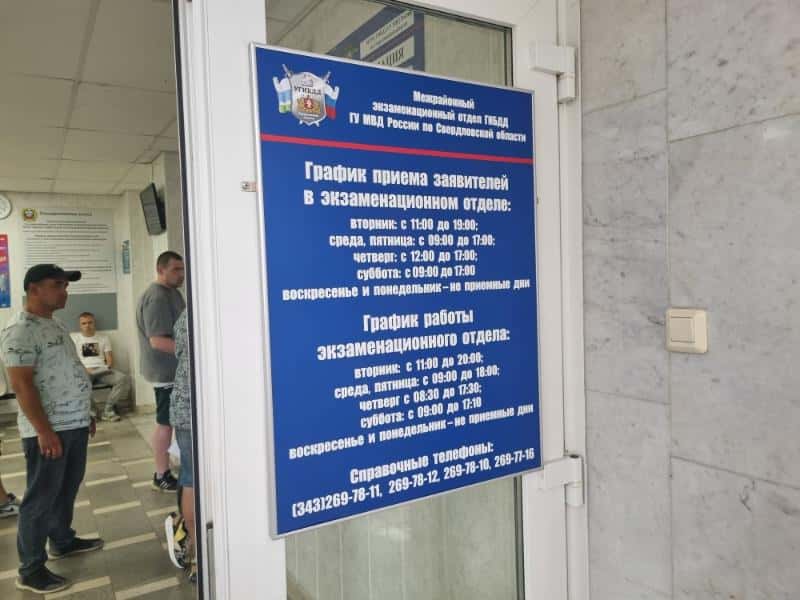 УГИБДД
Межрайонный
экзаменационный отдел ГИБДД
ГУ МВД России по Свердловской области
График приема заявителей
в экзаменационном отделе:
вторник: с 11:00 до 19:00;
среда, пятница: с 09:00 до 17:00;
четверг: с 12:00 до 17:00;
суббота: с 09:00 до 17:00
воскресенье и понедельник – не приемные дни
График работы
экзаменационного отдела:
вторник: с 11:00 до 20:00;
среда, пятница: с 09:00 до 18:00;
четверг с 08:30 до 17:30;
суббота: с 09:00 до 17:10
воскресенье и понедельник – не приемные дни
Справочные телефоны:
(343)269-78-11, 269-78-12, 269-78-10, 269-77-16